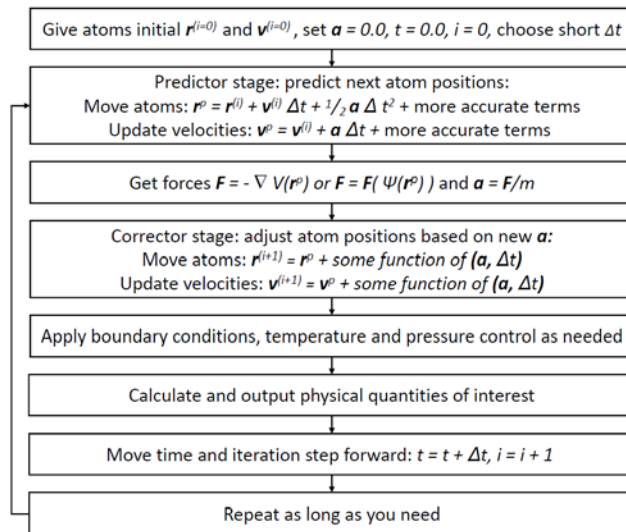 Give atoms initial r⁽ⁱ⁼⁰⁾ and v⁽ⁱ⁼⁰⁾, set a = 0.0, t = 0.0, i = 0, choose short Δt
Predictor stage: predict next atom positions:
Move atoms: rᵖ = r⁽ⁱ⁾ + v⁽ⁱ⁾ Δt + ¹/₂ a Δ t² + more accurate terms
Update velocities: vᵖ = v⁽ⁱ⁾ + a Δt + more accurate terms
Get forces F = - ∇ V(rᵖ) or F = F( Ψ(rᵖ) ) and a = F/m
Corrector stage: adjust atom positions based on new a:
Move atoms: r⁽ⁱ⁺¹⁾ = rᵖ + some function of (a, Δt)
Update velocities: v⁽ⁱ⁺¹⁾ = vᵖ + some function of (a, Δt)
Apply boundary conditions, temperature and pressure control as needed
Calculate and output physical quantities of interest
Move time and iteration step forward: t = t + Δt, i = i + 1
Repeat as long as you need